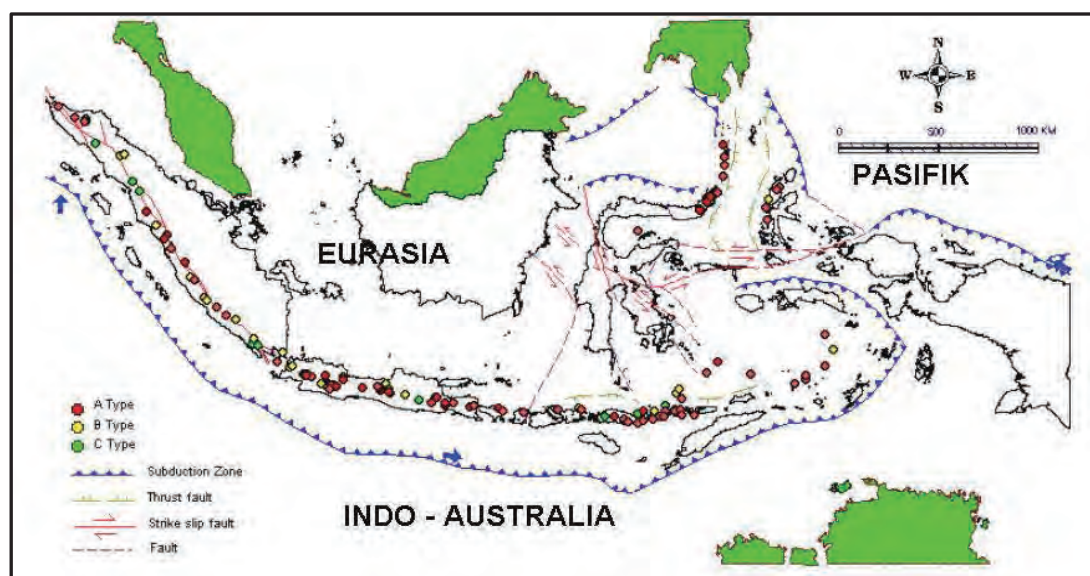 N
W E
S
0 500 1000 KM
PASIFIK
EURASIA
A Type
B Type
C Type
Subduction Zone
Thrust fault
Strike slip fault
Fault
INDO - AUSTRALIA